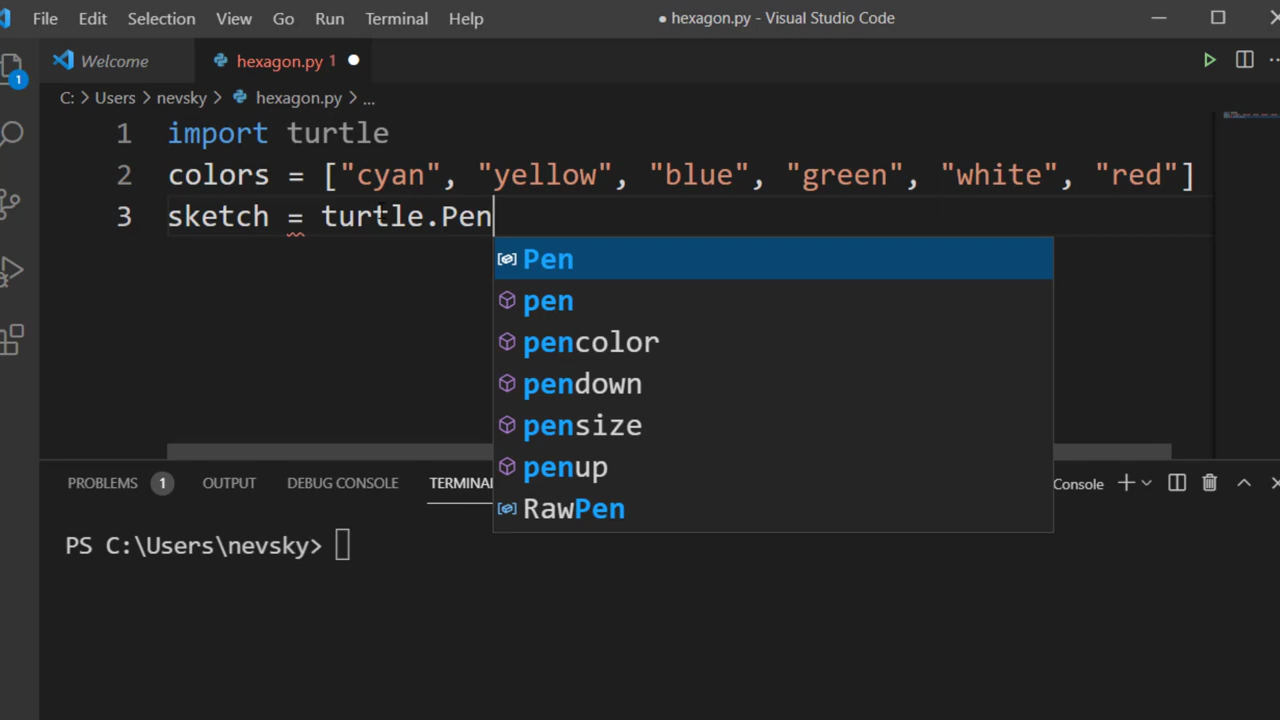 File Edit Selection View Go Run Terminal Help ● hexagon.py - Visual Studio Code
Welcome hexagon.py 1
1
C: > Users > nevsky > hexagon.py > ...
1 import turtle
2 colors = ["cyan", "yellow", "blue", "green", "white", "red"]
3 sketch = turtle.Pen
Pen
pen
pencolor
pendown
pensize
penup
RawPen
PROBLEMS 1 OUTPUT DEBUG CONSOLE TERMINAL Console
PS C:\Users\nevsky>